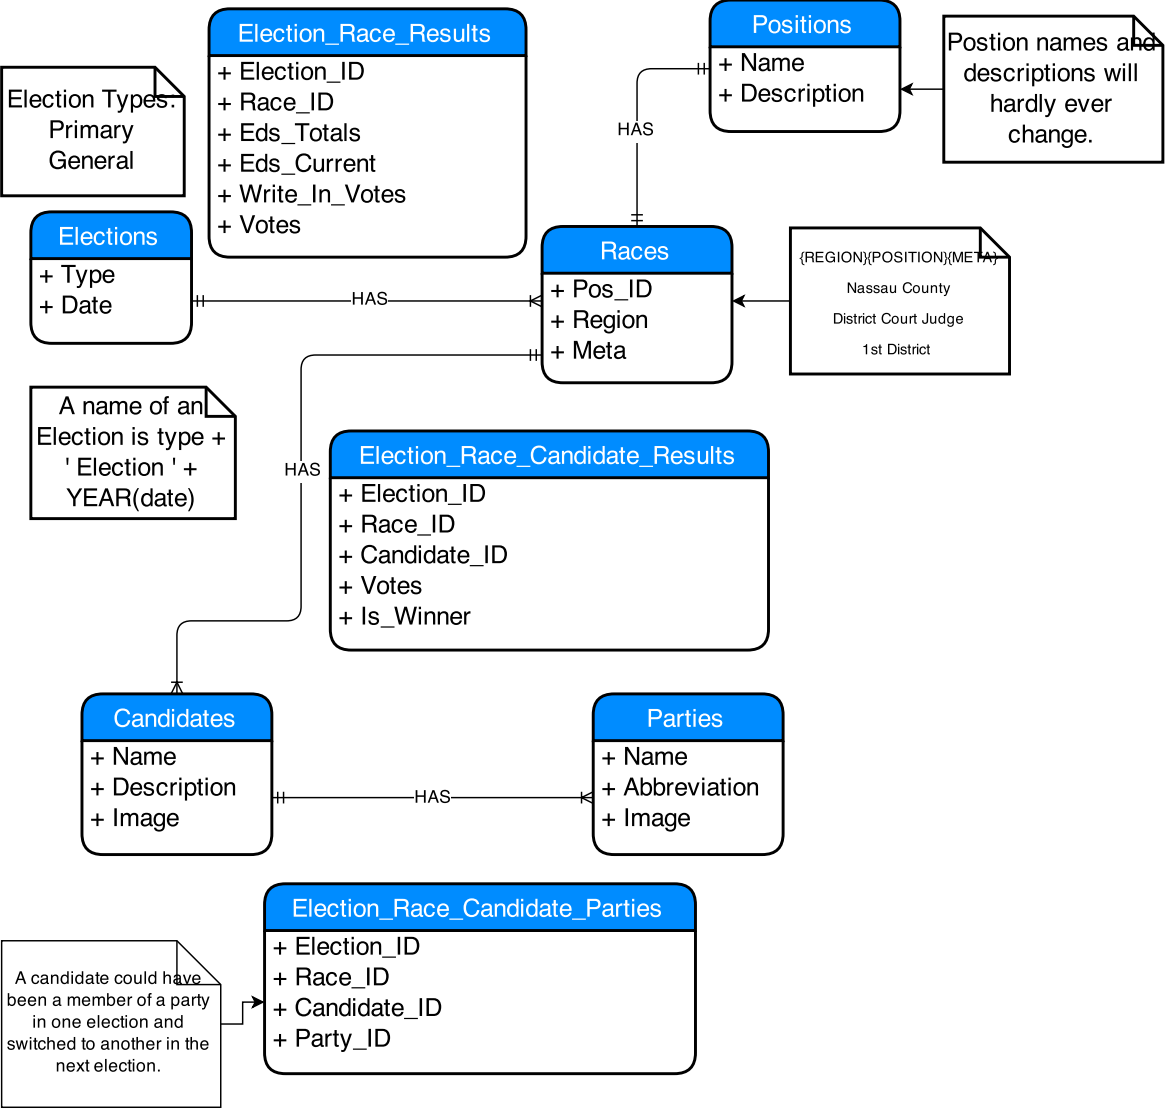 Election_Race_Results
+ Election_ID
+ Race_ID
+ Eds_Totals
+ Eds_Current
+ Write_In_Votes
+ Votes
Positions
+ Name
+ Description
Postion names and
descriptions will
hardly ever
change.
Election Types:
Primary
General
HAS
Elections
+ Type
+ Date
HAS
Races
+ Pos_ID
+ Region
+ Meta
{REGION}{POSITION}{META}
Nassau County
District Court Judge
1st District
A name of an
Election is type +
' Election ' +
YEAR(date)
HAS
Election_Race_Candidate_Results
+ Election_ID
+ Race_ID
+ Candidate_ID
+ Votes
+ Is_Winner
Candidates
+ Name
+ Description
+ Image
HAS
Parties
+ Name
+ Abbreviation
+ Image
Election_Race_Candidate_Parties
+ Election_ID
+ Race_ID
+ Candidate_ID
+ Party_ID
A candidate could have
been a member of a party
in one election and
switched to another in the
next election.